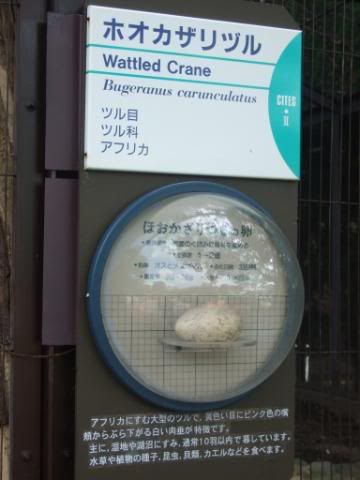 ホオカザリヅル
Wattled Crane
Bugeranus carunculatus
CITES
II
ツル目
ツル科
アフリカ
ほおかざりづるの卵
1〜2個
アフリカにすむ大型のツルで、黄色い目にピンク色の嘴
頬からぶら下がる白い肉垂が特徴です。
主に、湿地や湖沼にすみ、通常10羽以内で暮しています。
水草や植物の種子、昆虫、貝類、カエルなどを食べます。